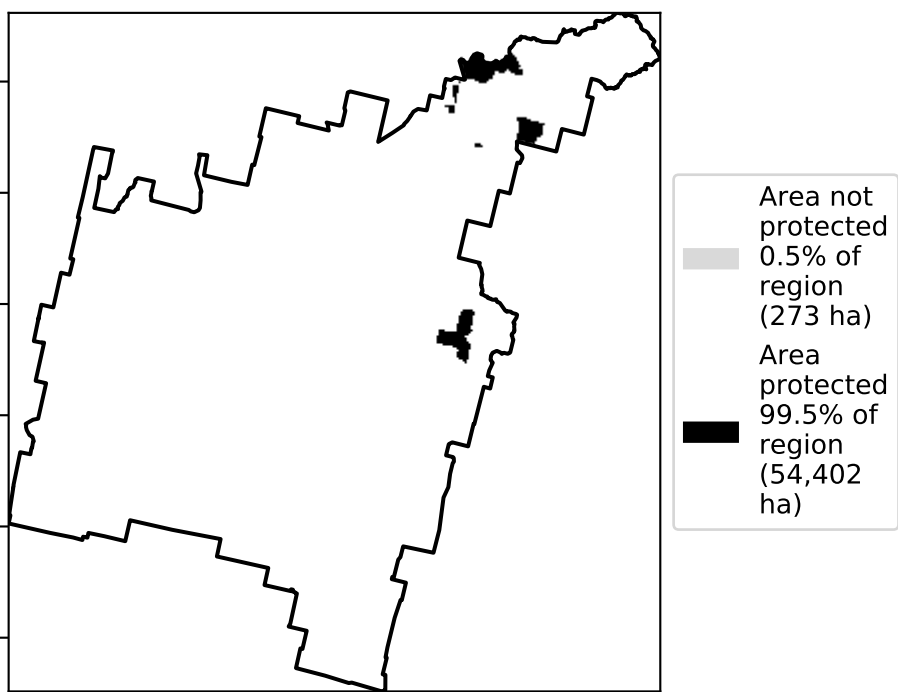 Area not
protected
0.5% of
region
(273 ha)
Area
protected
99.5% of
region
(54,402
ha)